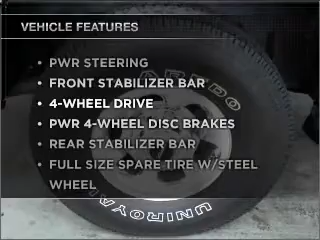 VEHICLE FEATURES
• PWR STEERING
• FRONT STABILIZER BAR
• 4-WHEEL DRIVE
• PWR 4-WHEEL DISC BRAKES
• REAR STABILIZER BAR
• FULL SIZE SPARE TIRE W/STEEL
WHEEL
LAREDO
UNIROYAL